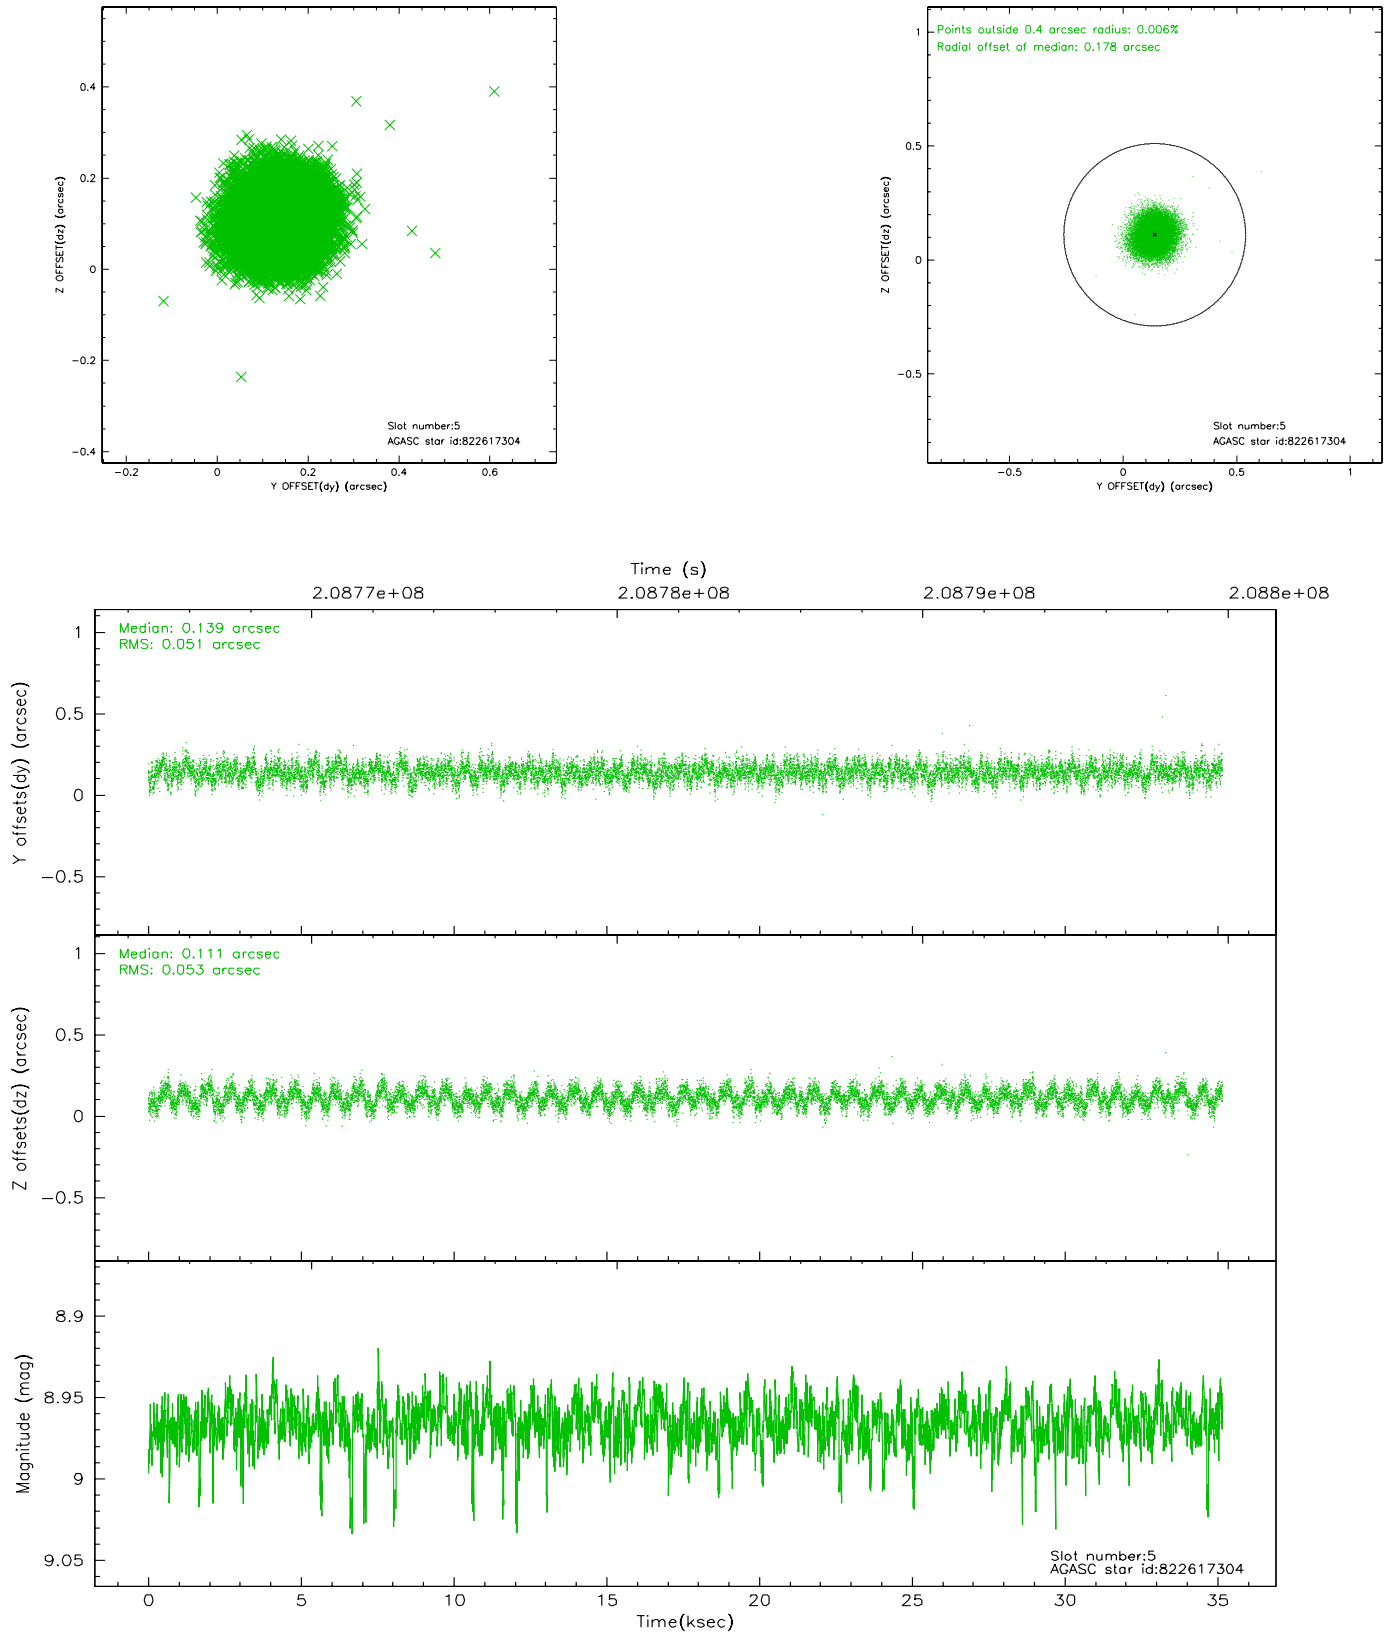 0.4
0.2
0
−0.2
−0.4
Z OFFSET(dz) (arcsec)
Slot number:5
AGASC star id:822617304
−0.2 0 0.2 0.4 0.6
Y OFFSET(dy) (arcsec)
Points outside 0.4 arcsec radius: 0.006%
Radial offset of median: 0.178 arcsec
1
0.5
0
−0.5
Z OFFSET(dz) (arcsec)
Slot number:5
AGASC star id:822617304
−0.5 0 0.5 1
Y OFFSET(dy) (arcsec)
Time (s)
2.0877e+08 2.0878e+08 2.0879e+08 2.088e+08
Median: 0.139 arcsec
RMS: 0.051 arcsec
1
0.5
0
−0.5
Y offsets(dy) (arcsec)
Median: 0.111 arcsec
RMS: 0.053 arcsec
1
0.5
0
−0.5
Z offsets(dz) (arcsec)
8.9
8.95
9
9.05
Magnitude (mag)
Slot number:5
AGASC star id:822617304
0 5 10 15 20 25 30 35
Time(ksec)